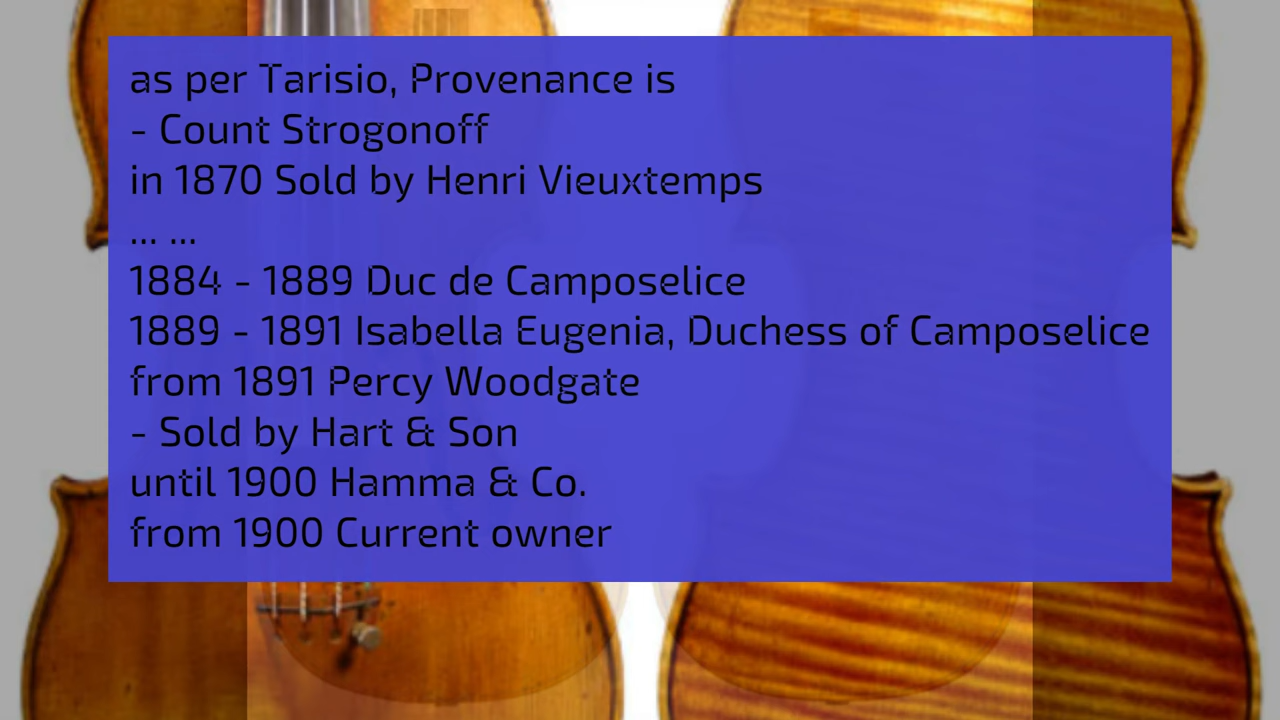 as per Tarisio, Provenance is
- Count Strogonoff
in 1870 Sold by Henri Vieuxtemps
... ...
1884 - 1889 Duc de Camposelice
1889 - 1891 Isabella Eugenia, Duchess of Camposelice
from 1891 Percy Woodgate
- Sold by Hart & Son
until 1900 Hamma & Co.
from 1900 Current owner